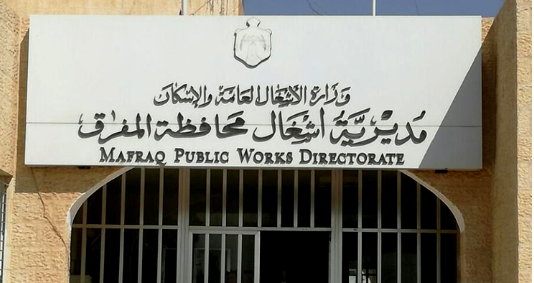 وزارة الأشغال العامة والإسكان
مديرية أشغال محافظة المفرق
MAFRAQ PUBLIC WORKS DIRECTORATE